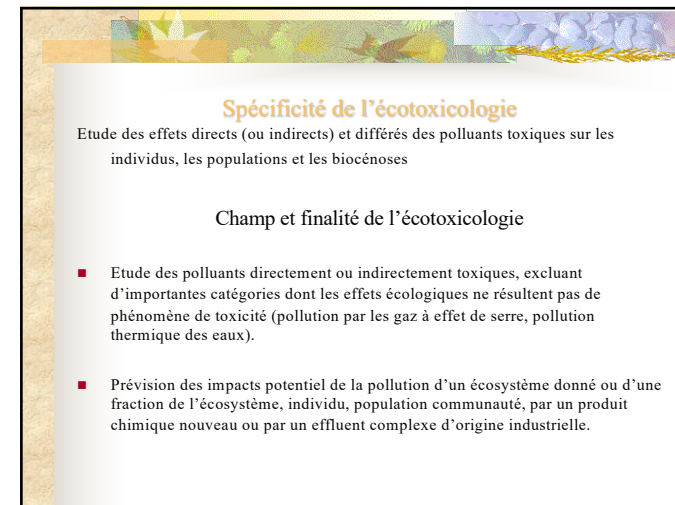 Spécificité de l’écotoxicologie
Etude des effets directs (ou indirects) et différés des polluants toxiques sur les
individus, les populations et les biocénoses
Champ et finalité de l’écotoxicologie
Etude des polluants directement ou indirectement toxiques, excluant
d’importantes catégories dont les effets écologiques ne résultent pas de
phénomène de toxicité (pollution par les gaz à effet de serre, pollution
thermique des eaux).
Prévision des impacts potentiel de la pollution d’un écosystème donné ou d’une
fraction de l’écosystème, individu, population communauté, par un produit
chimique nouveau ou par un effluent complexe d’origine industrielle.